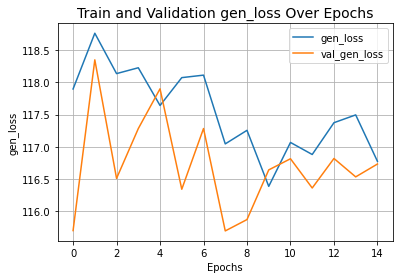 Train and Validation gen_loss Over Epochs
gen_loss
val_gen_loss
118.5
118.0
117.5
117.0
116.5
116.0
gen_loss
0 2 4 6 8 10 12 14
Epochs